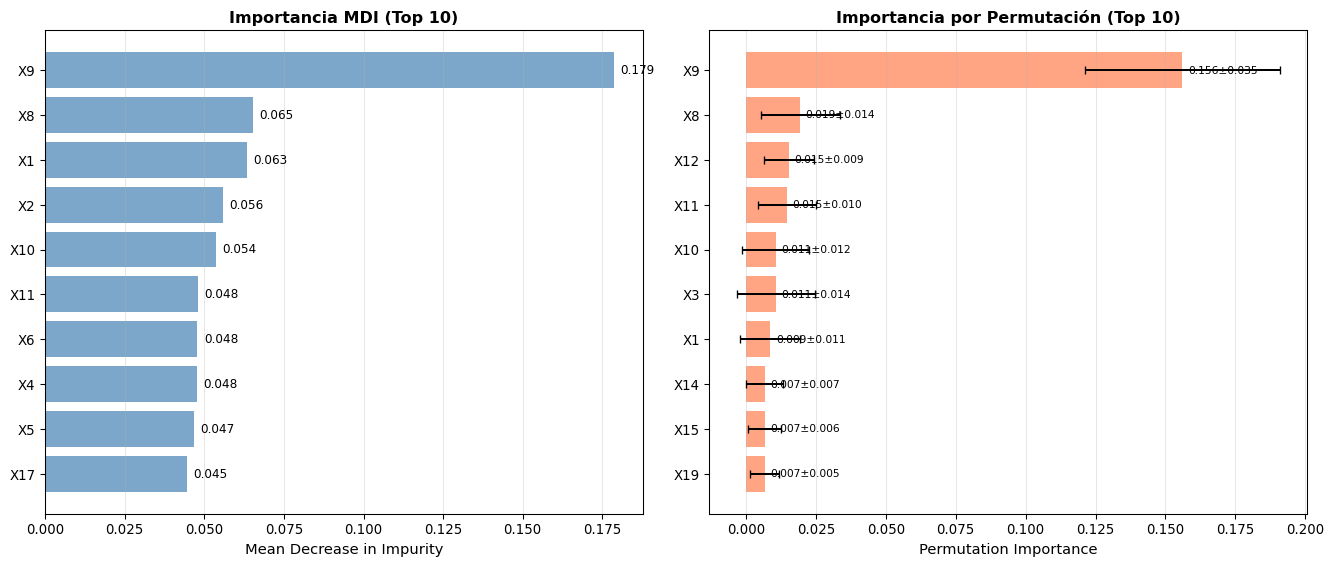 Importancia MDI (Top 10)
X9
0.179
X8
0.065
X1
0.063
X2
0.056
X10
0.054
X11
0.048
X6
0.048
X4
0.048
X5
0.047
X17
0.045
0.000 0.025 0.050 0.075 0.100 0.125 0.150 0.175
Mean Decrease in Impurity
Importancia por Permutación (Top 10)
X9
0.156±0.035
X8
0.019±0.014
X12
0.015±0.009
X11
0.015±0.010
X10
0.011±0.012
X3
0.011±0.014
X1
0.009±0.011
X14
0.007±0.007
X15
0.007±0.006
X19
0.007±0.005
0.000 0.025 0.050 0.075 0.100 0.125 0.150 0.175 0.200
Permutation Importance